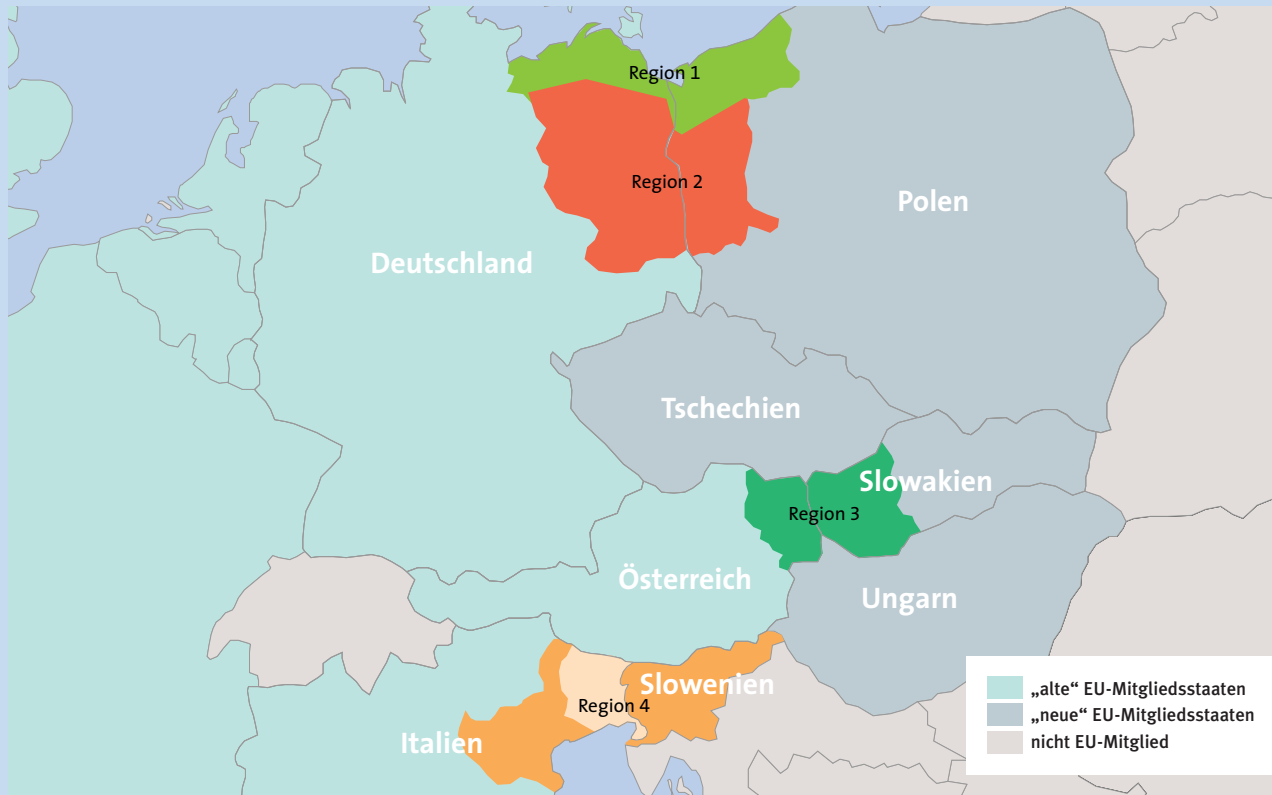 Region 1
Region 2
Polen
Deutschland
Tschechien
Slowakien
Region 3
Österreich
Ungarn
Slowenien
Region 4
Italien
„alte“ EU-Mitgliedsstaaten
„neue“ EU-Mitgliedsstaaten
nicht EU-Mitglied